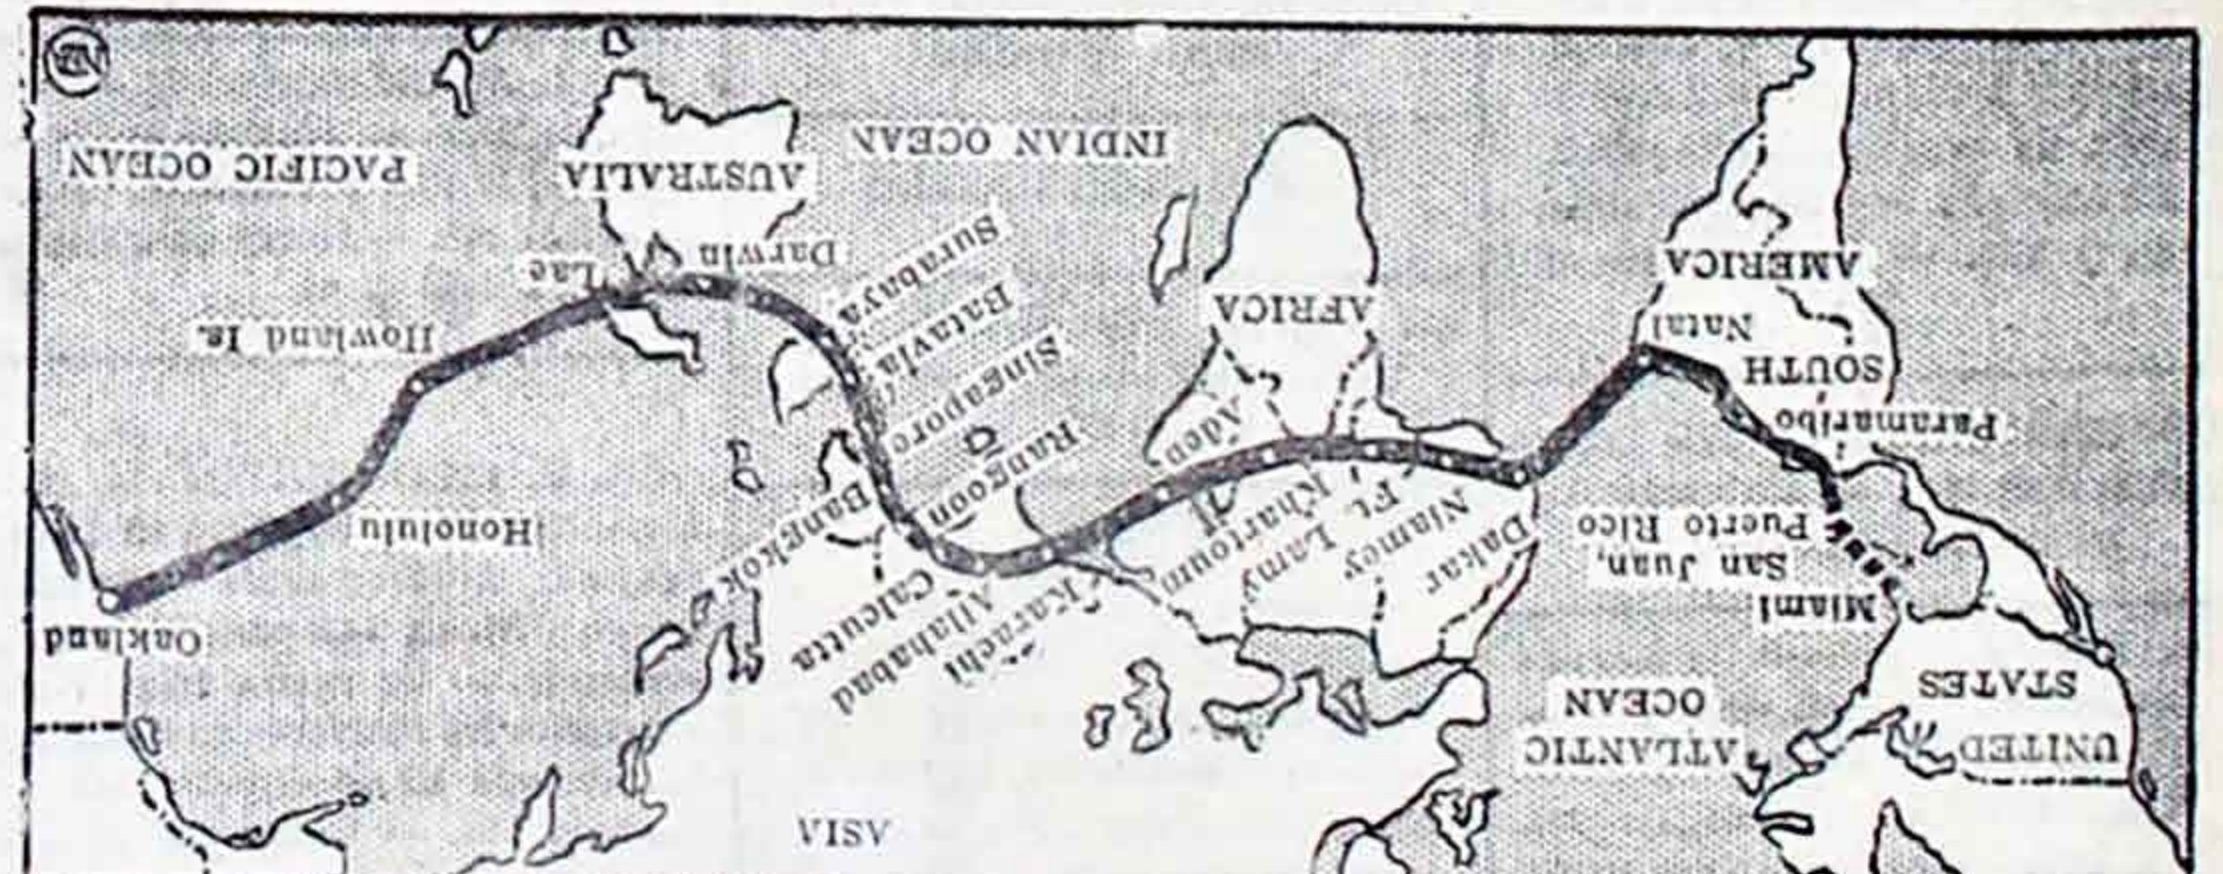 UNITED
STATES
ATLANTIC
OCEAN
ASIA
Miami
San Juan,
Puerto Rico
Paramaribo
SOUTH
AMERICA
Natal
Dakar
Niamey
Ft. Lamy
Khartoum
Aden
AFRICA
Karachi
Allahabad
Calcutta
Rangoon
Bangkok
Singapore
Batavia
Surabaya
Darwin
Lae
AUSTRALIA
INDIAN OCEAN
Howland Is.
Honolulu
Oakland
PACIFIC OCEAN